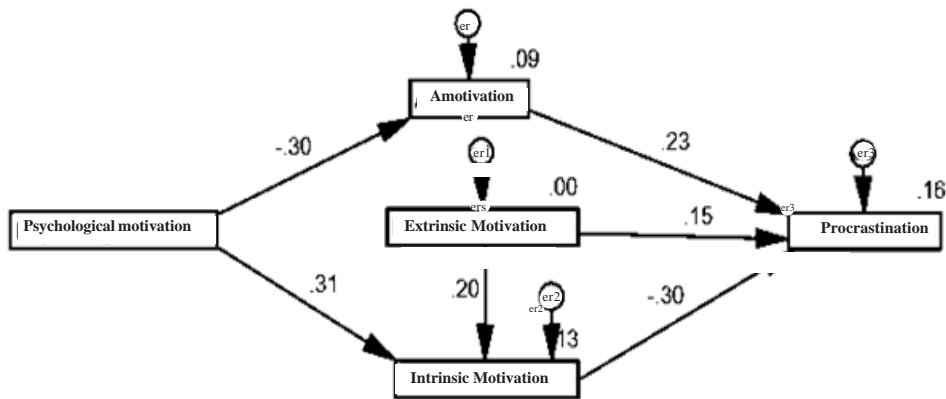 er
.09
Amotivation
er
-.30
.23
er1
er3
.00
.16
ers
er3
Psychological motivation
Extrinsic Motivation
.15
Procrastination
.31
.20
er2
er2
-.30
13
Intrinsic Motivation